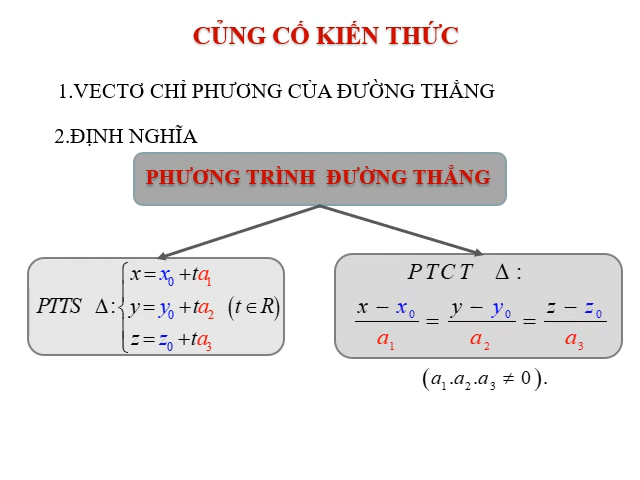 CỦNG CỐ KIẾN THỨC
1.VECTƠ CHỈ PHƯƠNG CỦA ĐƯỜNG THẲNG
2.ĐỊNH NGHĨA
PHƯƠNG TRÌNH ĐƯỜNG THẲNG
PTTS Δ: { x = x₀ + ta₁
y = y₀ + ta₂ (t ∈ R)
z = z₀ + ta₃
PTCT Δ :
(x − x₀)/a₁ = (y − y₀)/a₂ = (z − z₀)/a₃
(a₁.a₂.a₃ ≠ 0).